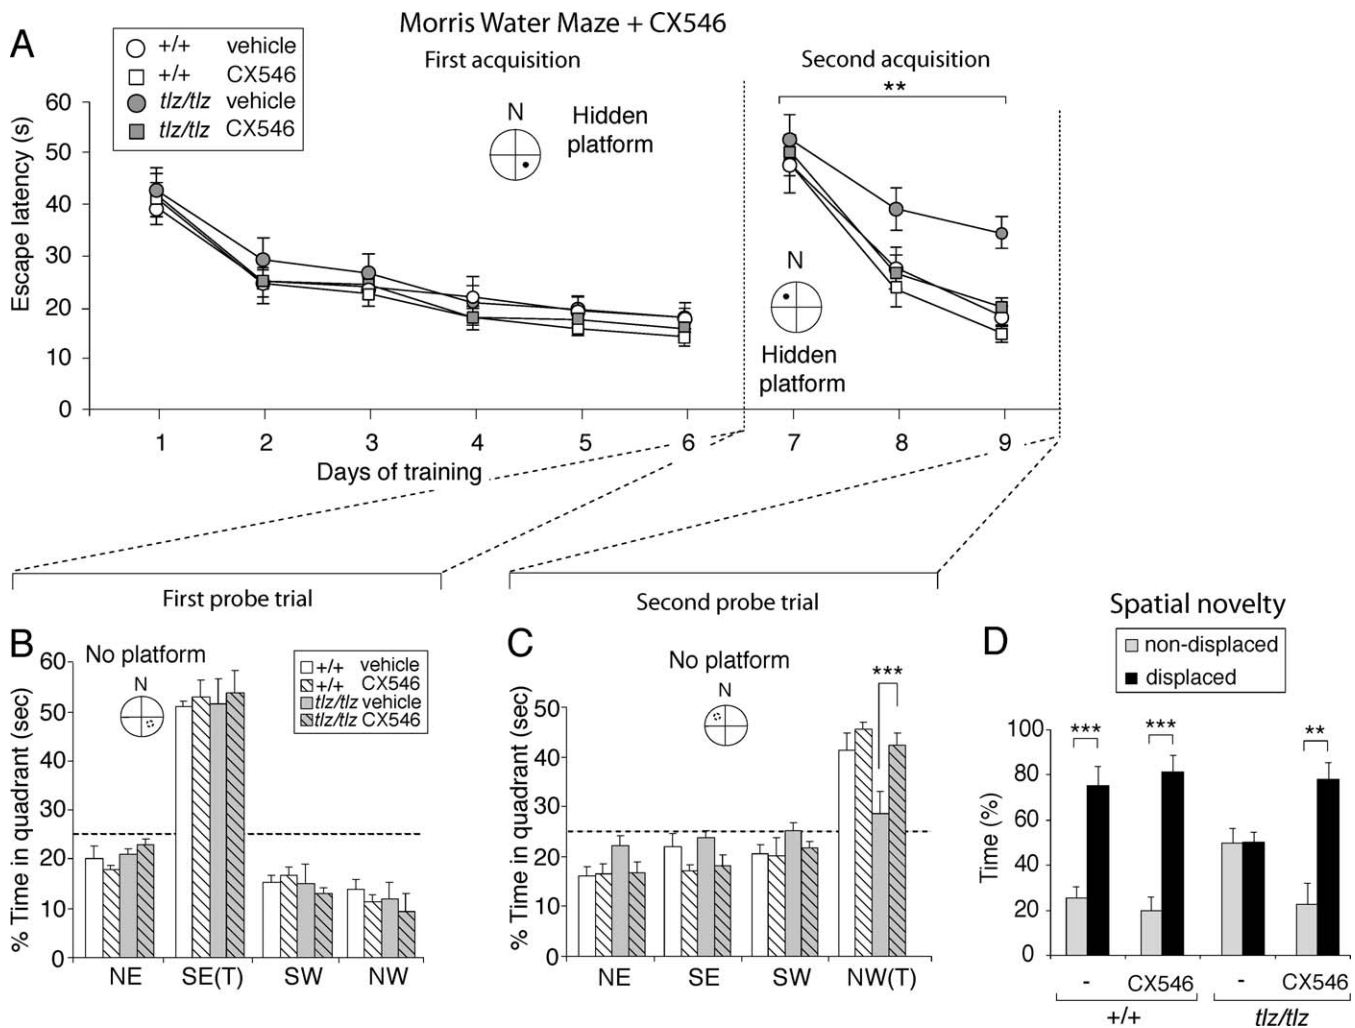 Morris Water Maze + CX546
A
+/+ vehicle
+/+ CX546
tlz/tlz vehicle
tlz/tlz CX546
First acquisition
Second acquisition
**
N
Hidden
platform
N
Hidden
platform
Escape latency (s)
60
50
40
30
20
10
0
1 2 3 4 5 6 7 8 9
Days of training
First probe trial
Second probe trial
B
No platform
N
+/+ vehicle
+/+ CX546
tlz/tlz vehicle
tlz/tlz CX546
% Time in quadrant (sec)
60
50
40
30
20
10
0
NE SE(T) SW NW
C
No platform
N
***
% Time in quadrant (sec)
50
40
30
20
10
0
NE SE SW NW(T)
Spatial novelty
D
non-displaced
displaced
Time (%)
100
80
60
40
20
0
*** *** **
- CX546 - CX546
+/+ tlz/tlz